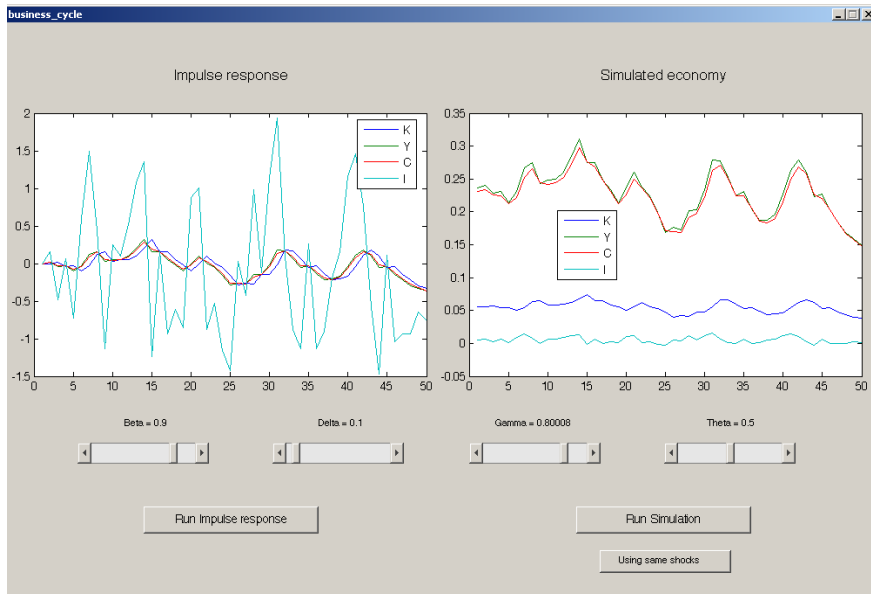 business_cycle
Impulse response
Simulated economy
2
1.5
1
0.5
0
-0.5
-1
-1.5
0 5 10 15 20 25 30 35 40 45 50
K
Y
C
I
0.35
0.3
0.25
0.2
0.15
0.1
0.05
0
-0.05
0 5 10 15 20 25 30 35 40 45 50
K
Y
C
I
Beta = 0.9
Delta = 0.1
Gamma = 0.80008
Theta = 0.5
Run Impulse response
Run Simulation
Using same shocks